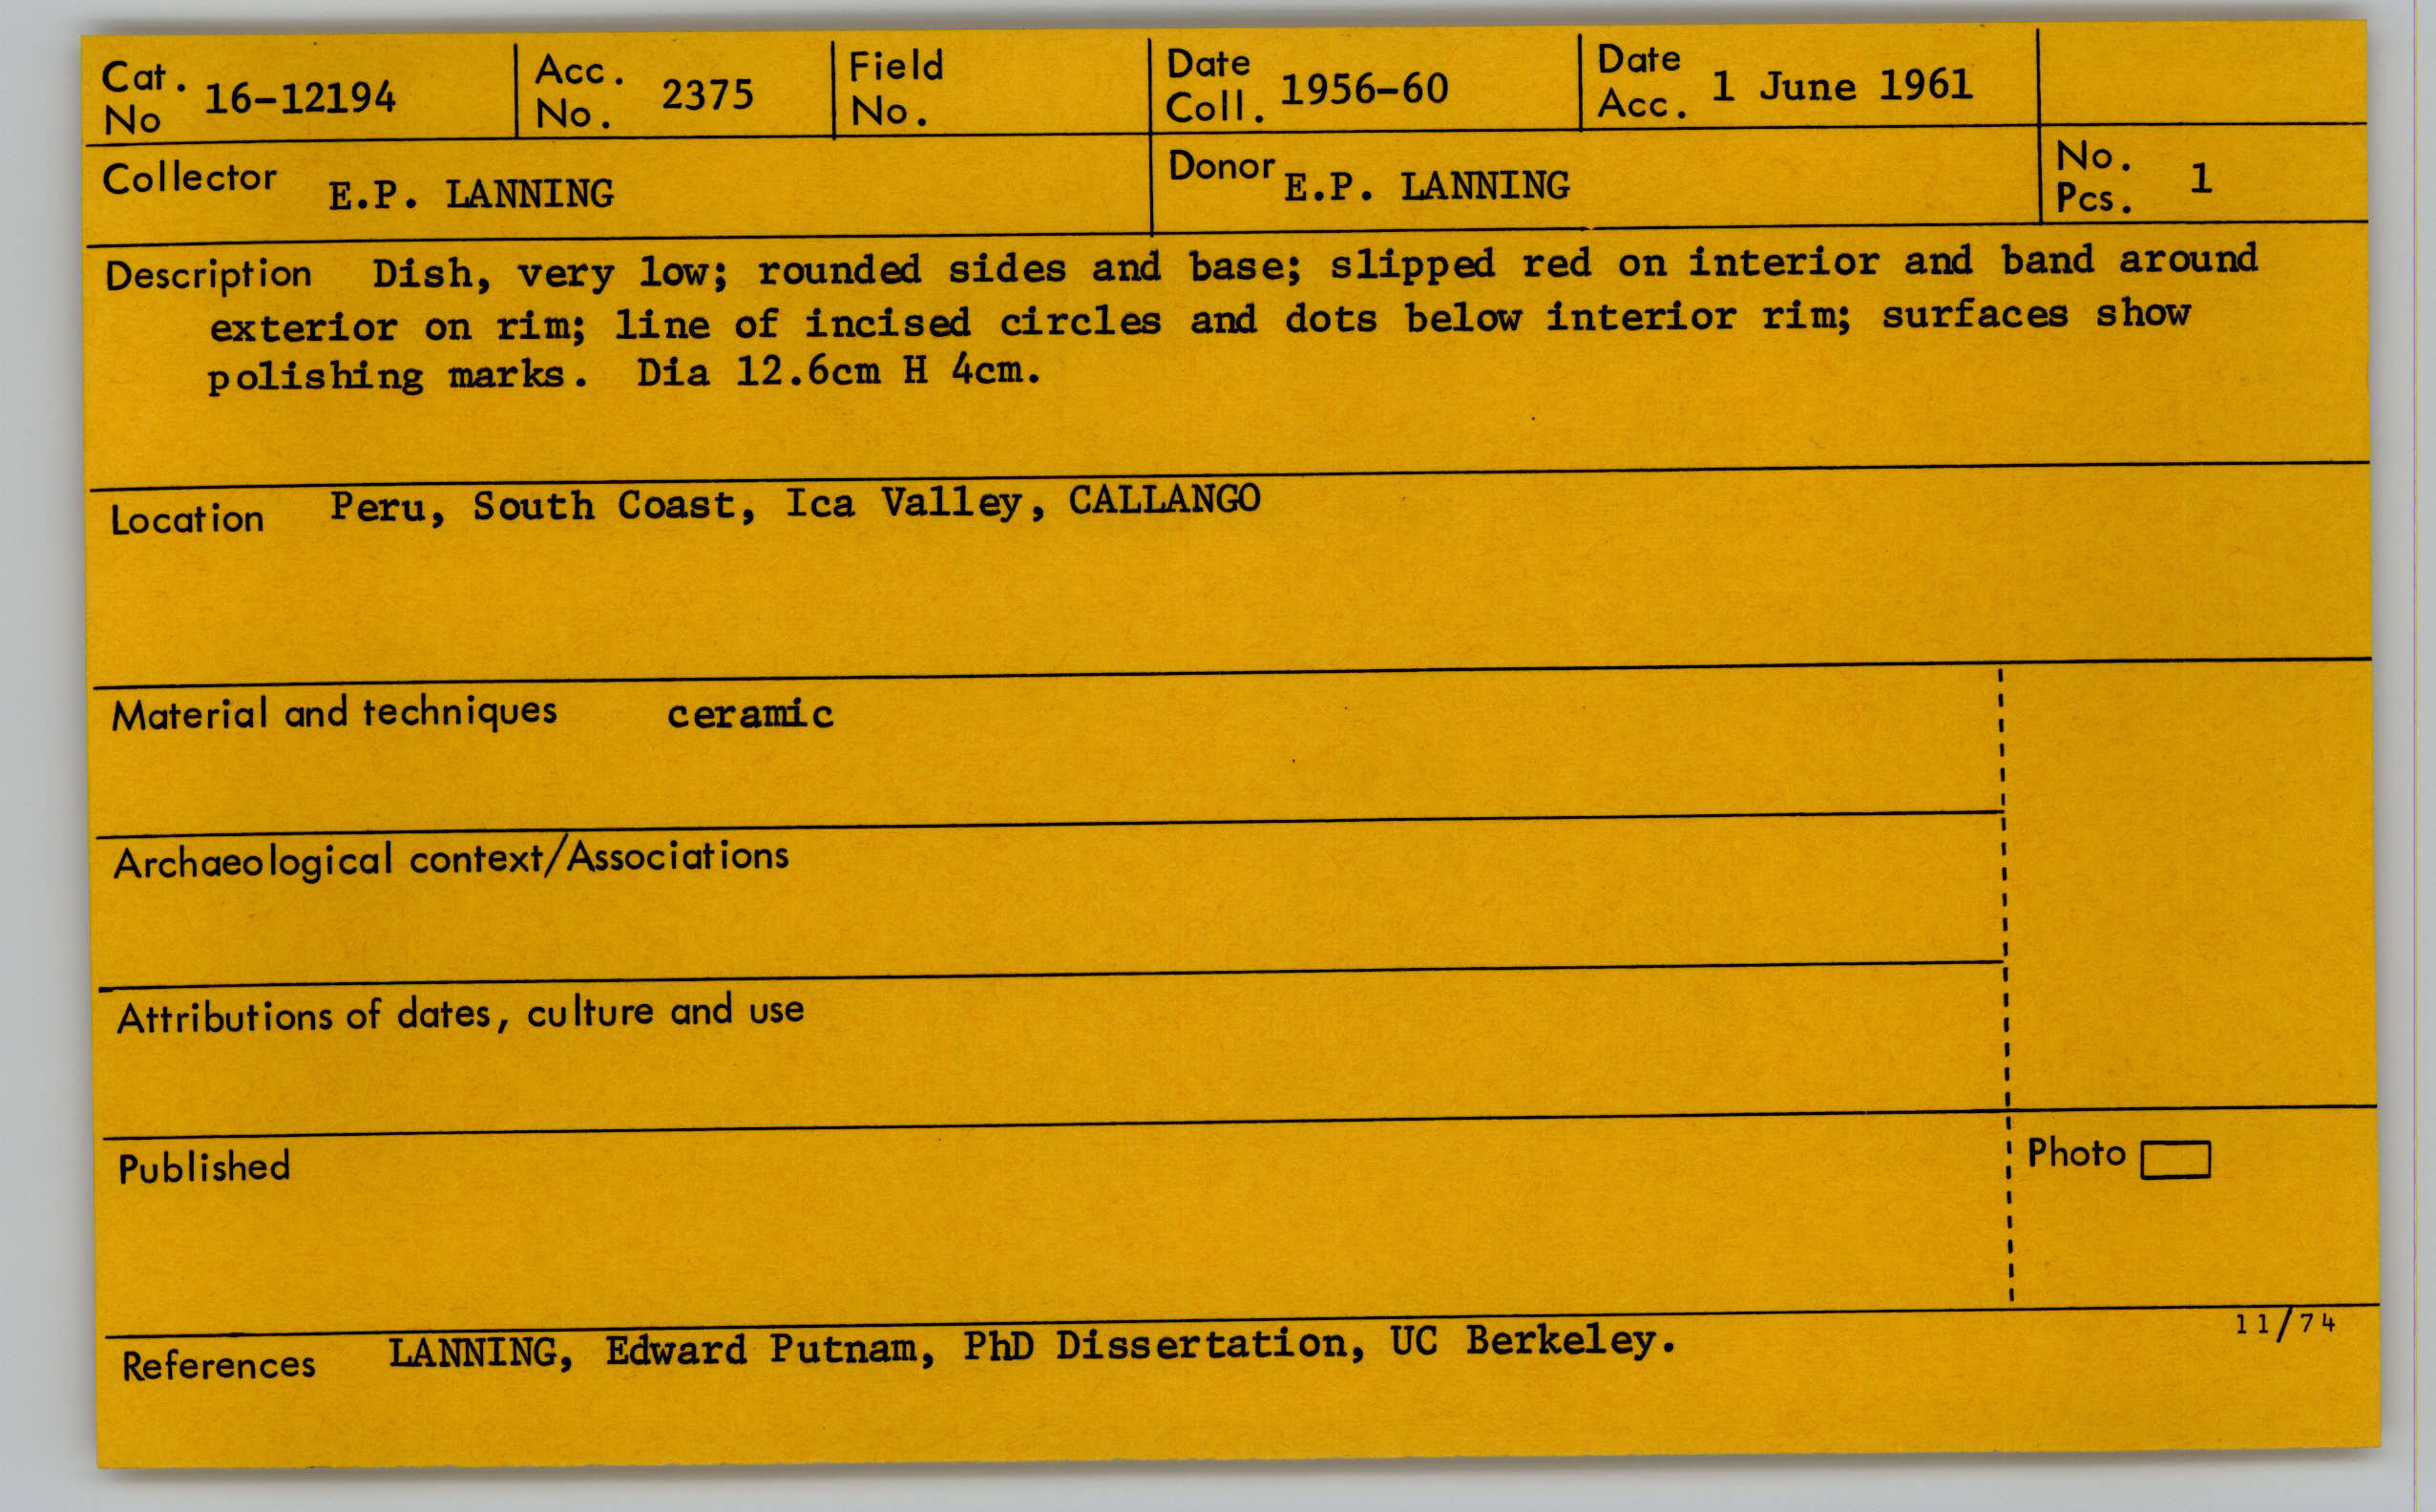 Cat. No 16-12194 Acc. No. 2375 Field No. Date Coll. 1956-60 Date Acc. 1 June 1961
Collector E.P. LANNING Donor E.P. LANNING No. Pcs. 1
Description Dish, very low; rounded sides and base; slipped red on interior and band around
exterior on rim; line of incised circles and dots below interior rim; surfaces show
polishing marks. Dia 12.6cm H 4cm.
Location Peru, South Coast, Ica Valley, CALLANGO
Material and techniques ceramic
Archaeological context/Associations
Attributions of dates, culture and use
Published Photo
11/74
References LANNING, Edward Putnam, PhD Dissertation, UC Berkeley.